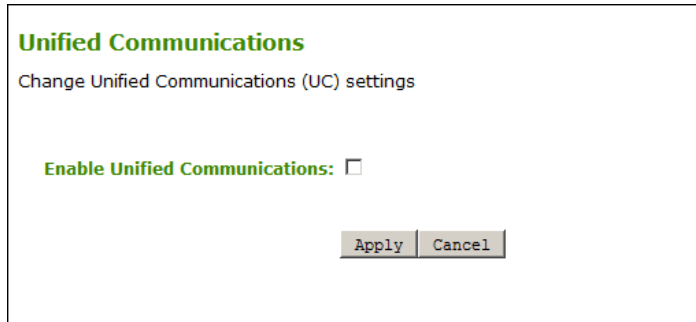 Unified Communications
Change Unified Communications (UC) settings
Enable Unified Communications:
Apply Cancel